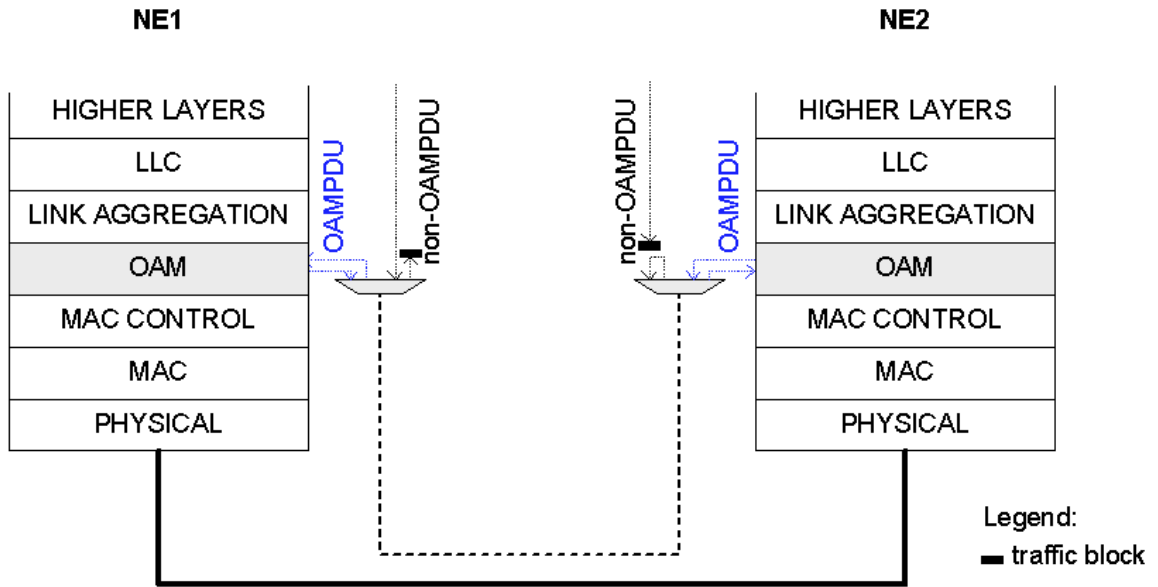 NE1
NE2
HIGHER LAYERS
LLC
LINK AGGREGATION
OAM
MAC CONTROL
MAC
PHYSICAL
OAMPDU
non-OAMPDU
non-OAMPDU
OAMPDU
HIGHER LAYERS
LLC
LINK AGGREGATION
OAM
MAC CONTROL
MAC
PHYSICAL
Legend:
traffic block